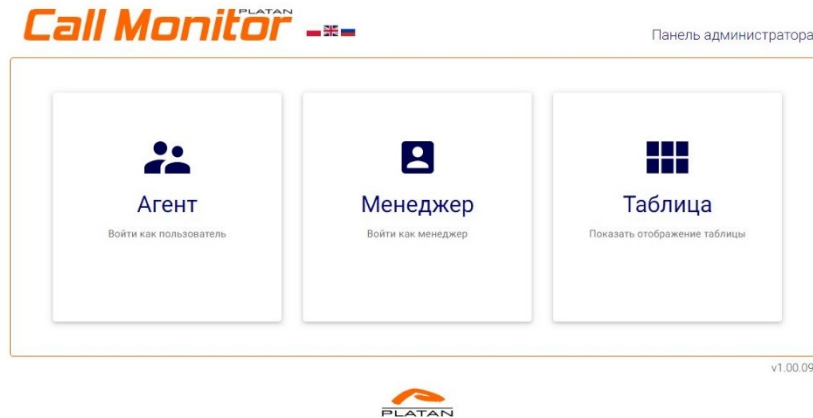 PLATAN
Call Monitor
Панель администратора
Агент
Войти как пользователь
Менеджер
Войти как менеджер
Таблица
Показать отображение таблицы
v1.00.09
PLATAN